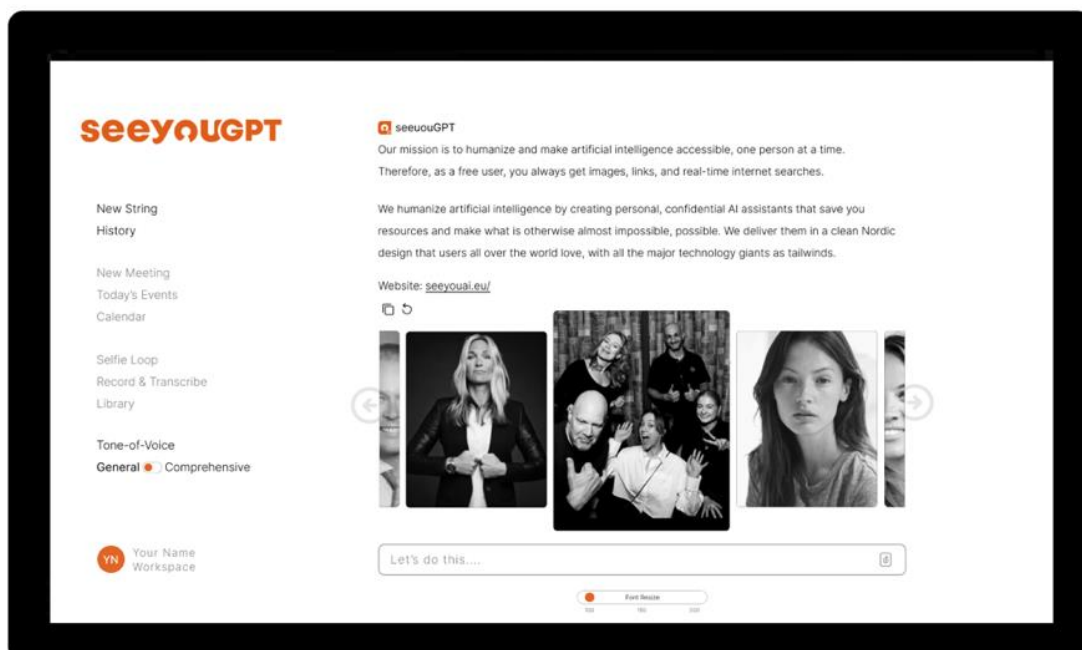 seeyouGPT
New String
History
New Meeting
Today's Events
Calendar
Selfie Loop
Record & Transcribe
Library
Tone-of-Voice
General Comprehensive
YN
Your Name
Workspace
seeuouGPT
Our mission is to humanize and make artificial intelligence accessible, one person at a time.
Therefore, as a free user, you always get images, links, and real-time internet searches.
We humanize artificial intelligence by creating personal, confidential AI assistants that save you
resources and make what is otherwise almost impossible, possible. We deliver them in a clean Nordic
design that users all over the world love, with all the major technology giants as tailwinds.
Website: seeyouai.eu/
Let's do this....
Font Resize